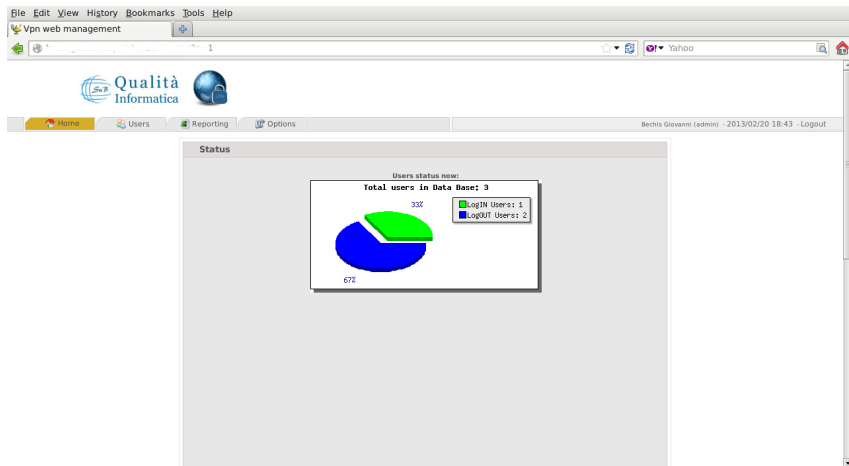 File Edit View History Bookmarks Tools Help
Vpn web management
1
Yahoo
SnB Qualità
Informatica
Home Users Reporting Options Bechis Giovanni (admin) - 2013/02/20 18:43 - Logout
Status
Users status now:
Total users in Data Base: 3
33%
LogIN Users: 1
LogOUT Users: 2
67%